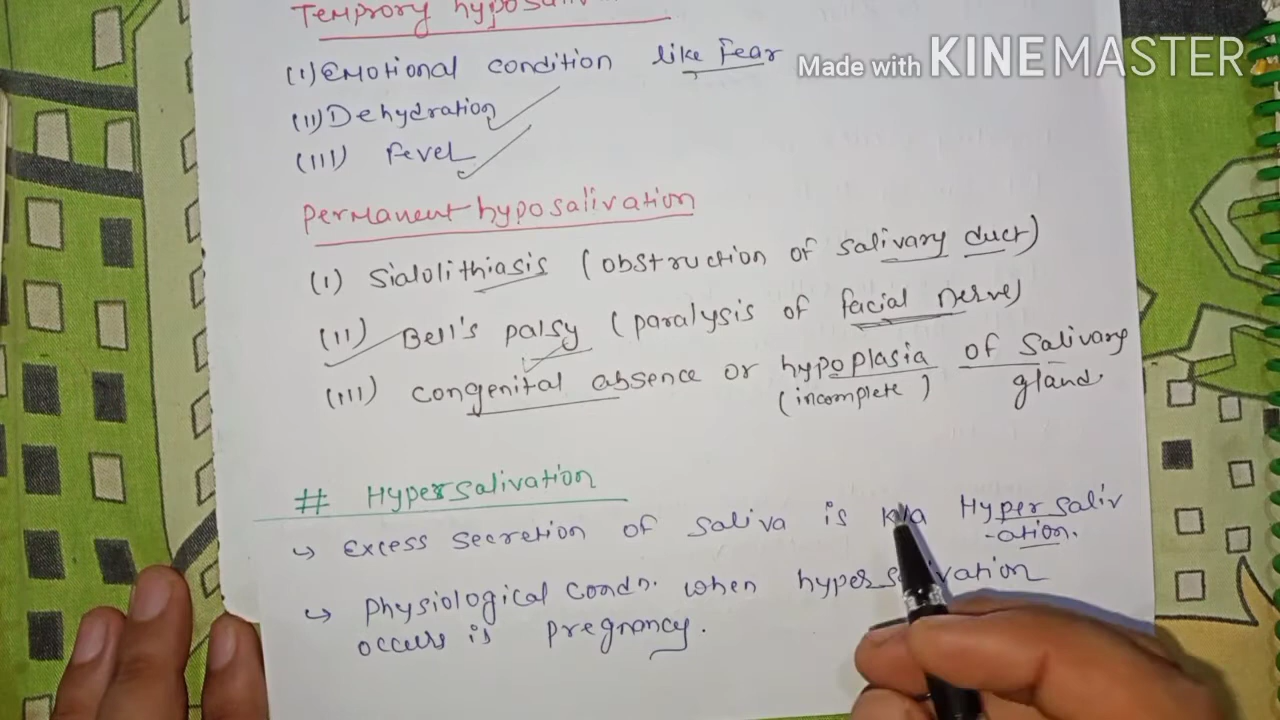 Temprory hyposaliv
(I) Emotional condition like Fear
Made with KINEMASTER
(II) Dehydration
(III) Fever
Permanent hyposalivation
(I) Sialolithiasis (obstruction of salivary duct)
(II) Bell's palsy (paralysis of facial nerve)
(III) Congenital absence or hypoplasia of salivary
(incomplete) gland.
# Hypersalivation
→ Excess secretion of saliva is k/a Hypersaliv
-ation.
→ Physiological condn. when hypersalivation
occurs is pregnancy.